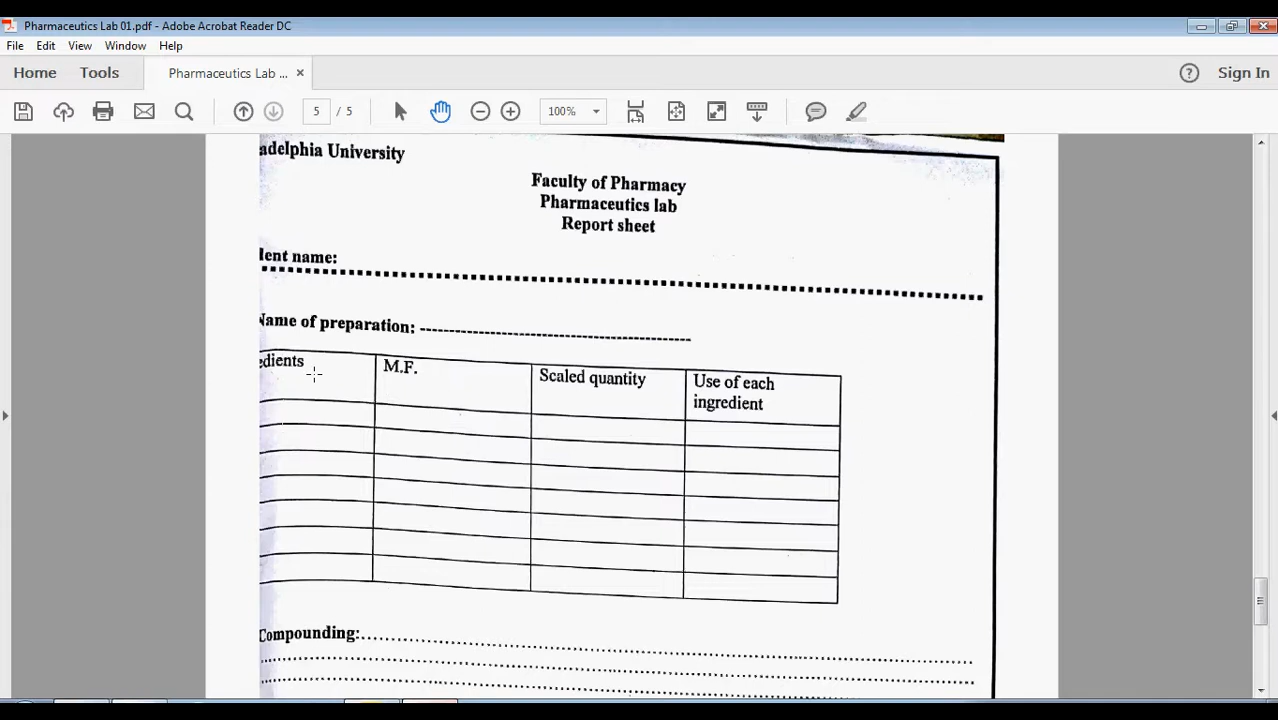 Pharmaceutics Lab 01.pdf - Adobe Acrobat Reader DC
File Edit View Window Help
Home Tools Pharmaceutics Lab ... × Sign In
5 / 5 100%
adelphia University
Faculty of Pharmacy
Pharmaceutics lab
Report sheet
lent name:
Name of preparation:
edients M.F. Scaled quantity Use of each
ingredient
Compounding: